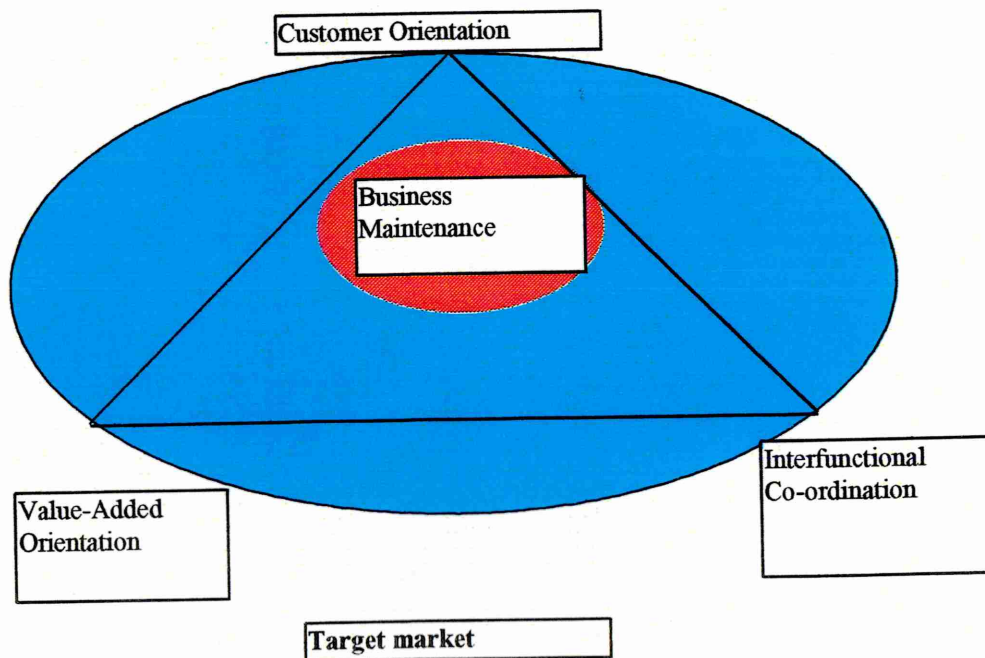 Customer Orientation
Business
Maintenance
Interfunctional
Co-ordination
Value-Added
Orientation
Target market